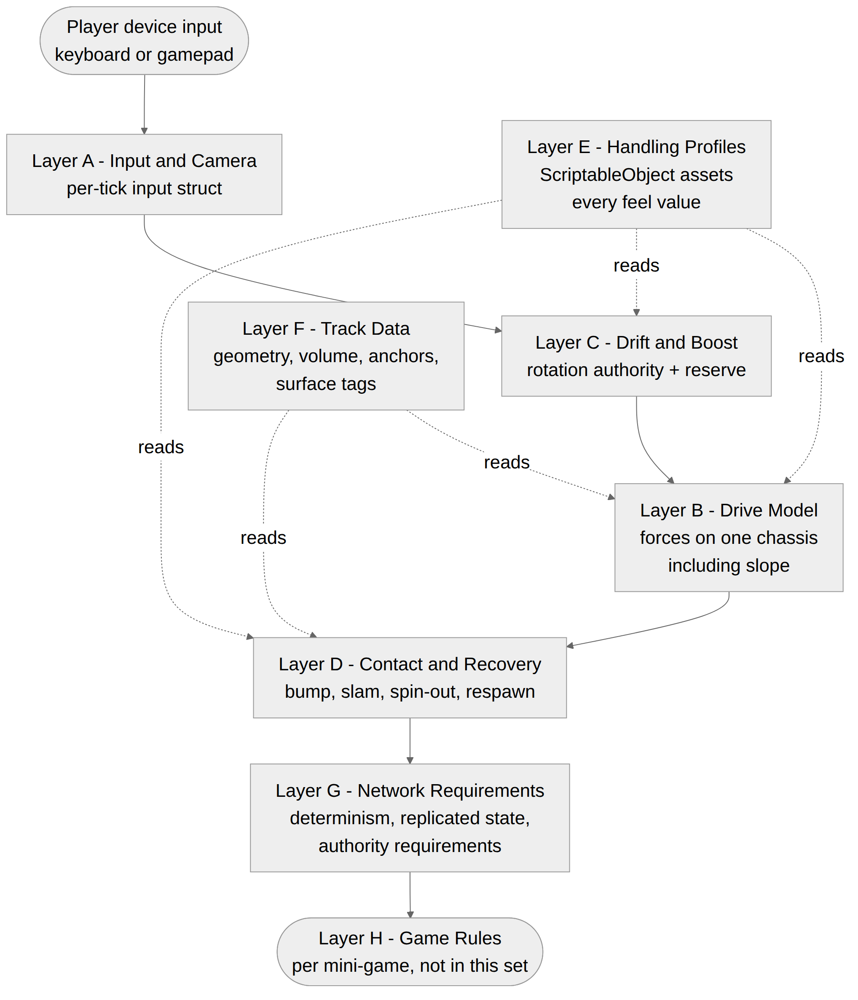 Player device input
keyboard or gamepad
Layer A - Input and Camera
per-tick input struct
Layer E - Handling Profiles
ScriptableObject assets
every feel value
reads
Layer F - Track Data
geometry, volume, anchors,
surface tags
Layer C - Drift and Boost
rotation authority + reserve
reads
reads
reads
reads
Layer B - Drive Model
forces on one chassis
including slope
Layer D - Contact and Recovery
bump, slam, spin-out, respawn
Layer G - Network Requirements
determinism, replicated state,
authority requirements
Layer H - Game Rules
per mini-game, not in this set